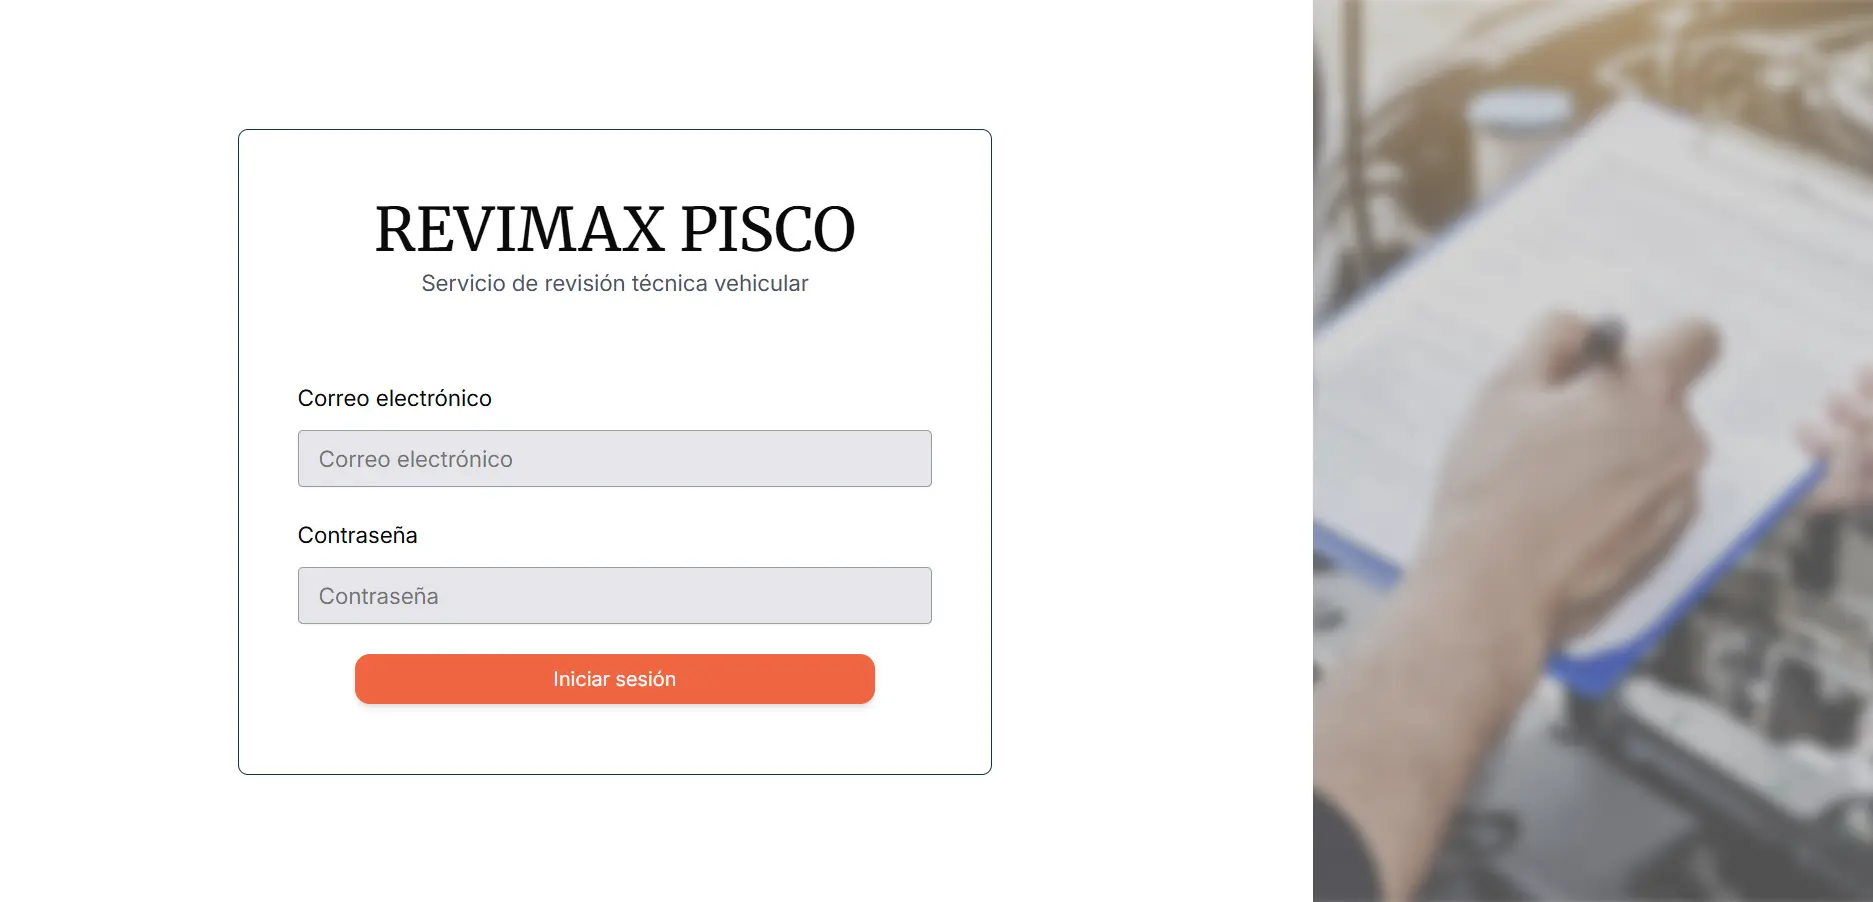 REVIMAX PISCO
Servicio de revisión técnica vehicular
Correo electrónico
Correo electrónico
Contraseña
Contraseña
Iniciar sesión